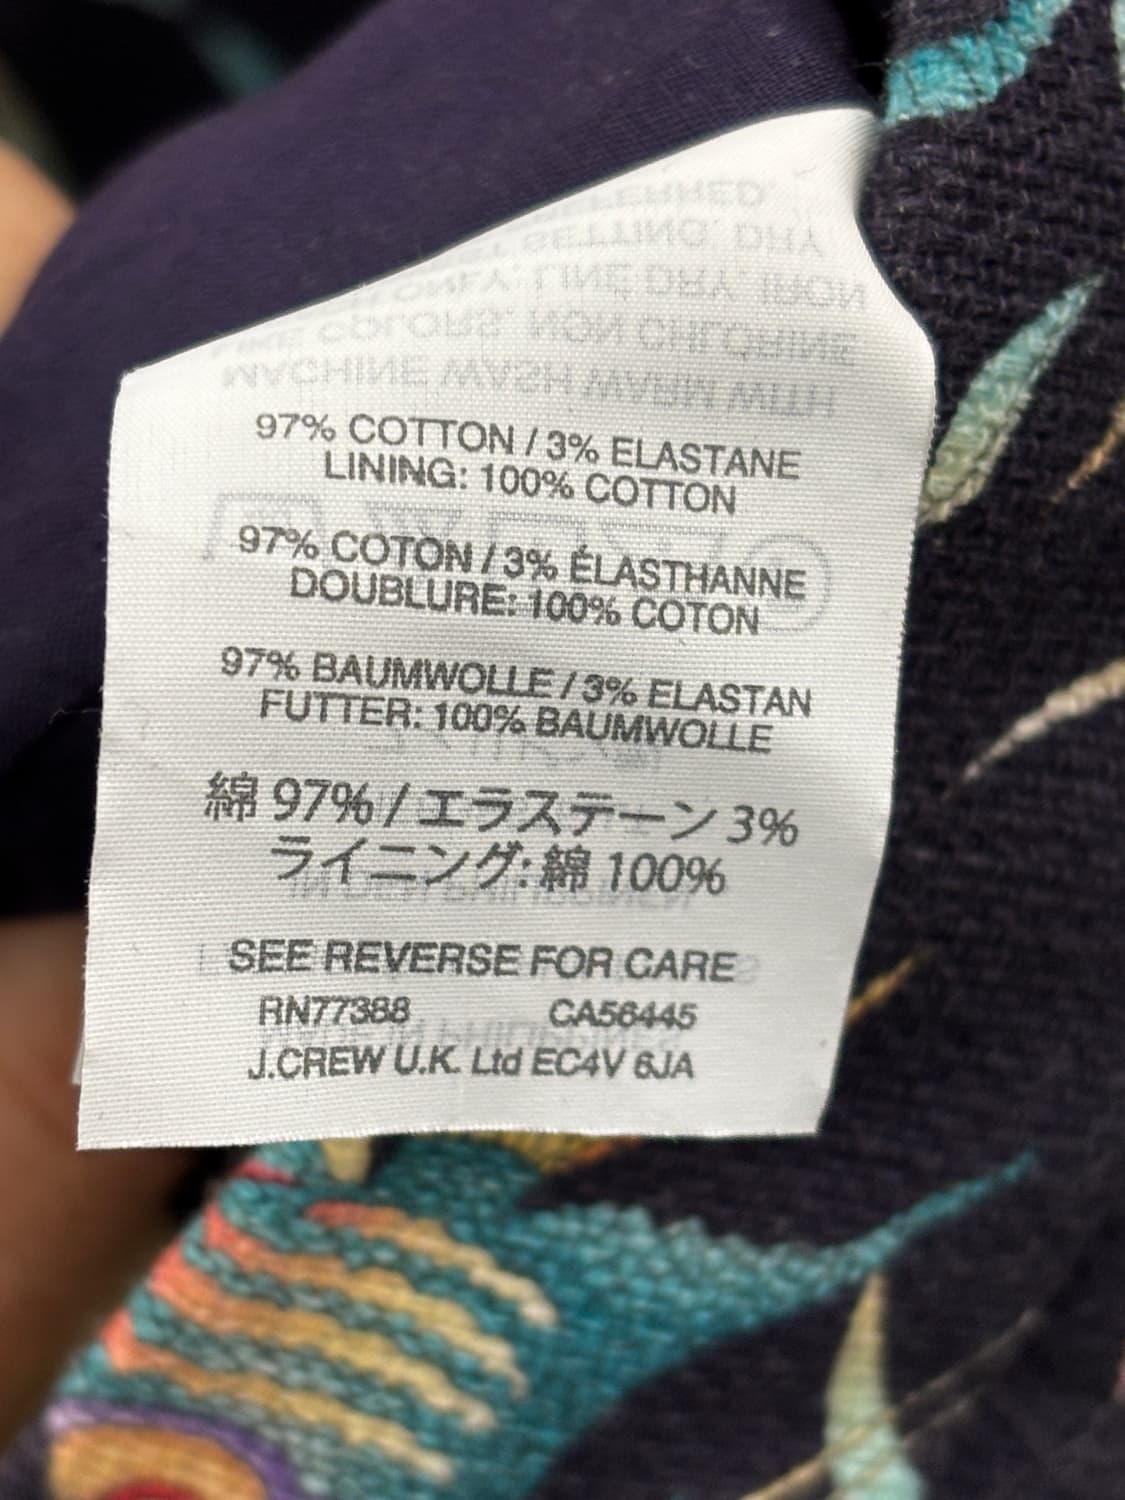 97% COTTON / 3% ELASTANE
LINING: 100% COTTON
97% COTON / 3% ÉLASTHANNE
DOUBLURE: 100% COTON
97% BAUMWOLLE / 3% ELASTAN
FUTTER: 100% BAUMWOLLE
綿 97% / エラステーン 3%
ライニング: 綿 100%
SEE REVERSE FOR CARE
RN77388 CA56445
J.CREW U.K. Ltd EC4V 6JA